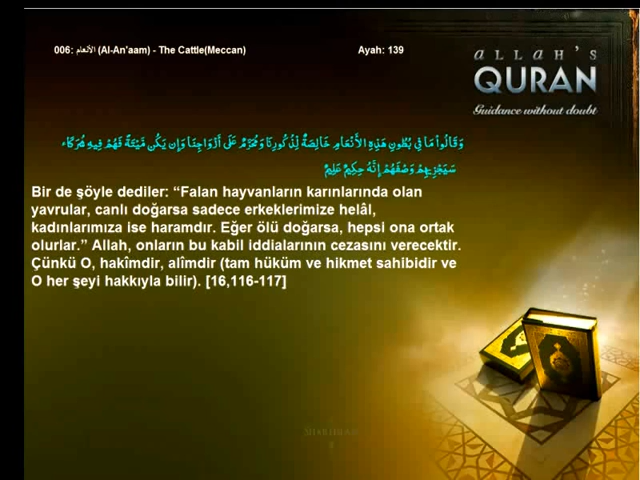 006: الأنعام (Al-An'aam) - The Cattle(Meccan)
Ayah: 139
ALLAH'S
QURAN
Guidance without doubt
وَقَالُواْ مَا فِي بُطُونِ هَذِهِ الأَنْعَامِ خَالِصَةٌ لِّذُكُورِنَا وَمُحَرَّمٌ عَلَى أَزْوَاجِنَا وَإِن يَكُن مَّيْتَةً فَهُمْ فِيهِ شُرَكَاء
سَيَجْزِيهِمْ وَصْفَهُمْ إِنَّهُ حِكِيمٌ عَلِيمٌ
Bir de şöyle dediler: “Falan hayvanların karınlarında olan
yavrular, canlı doğarsa sadece erkeklerimize helâl,
kadınlarımıza ise haramdır. Eğer ölü doğarsa, hepsi ona ortak
olurlar.” Allah, onların bu kabil iddialarının cezasını verecektir.
Çünkü O, hakîmdir, alîmdir (tam hüküm ve hikmet sahibidir ve
O her şeyi hakkıyla bilir). [16,116-117]